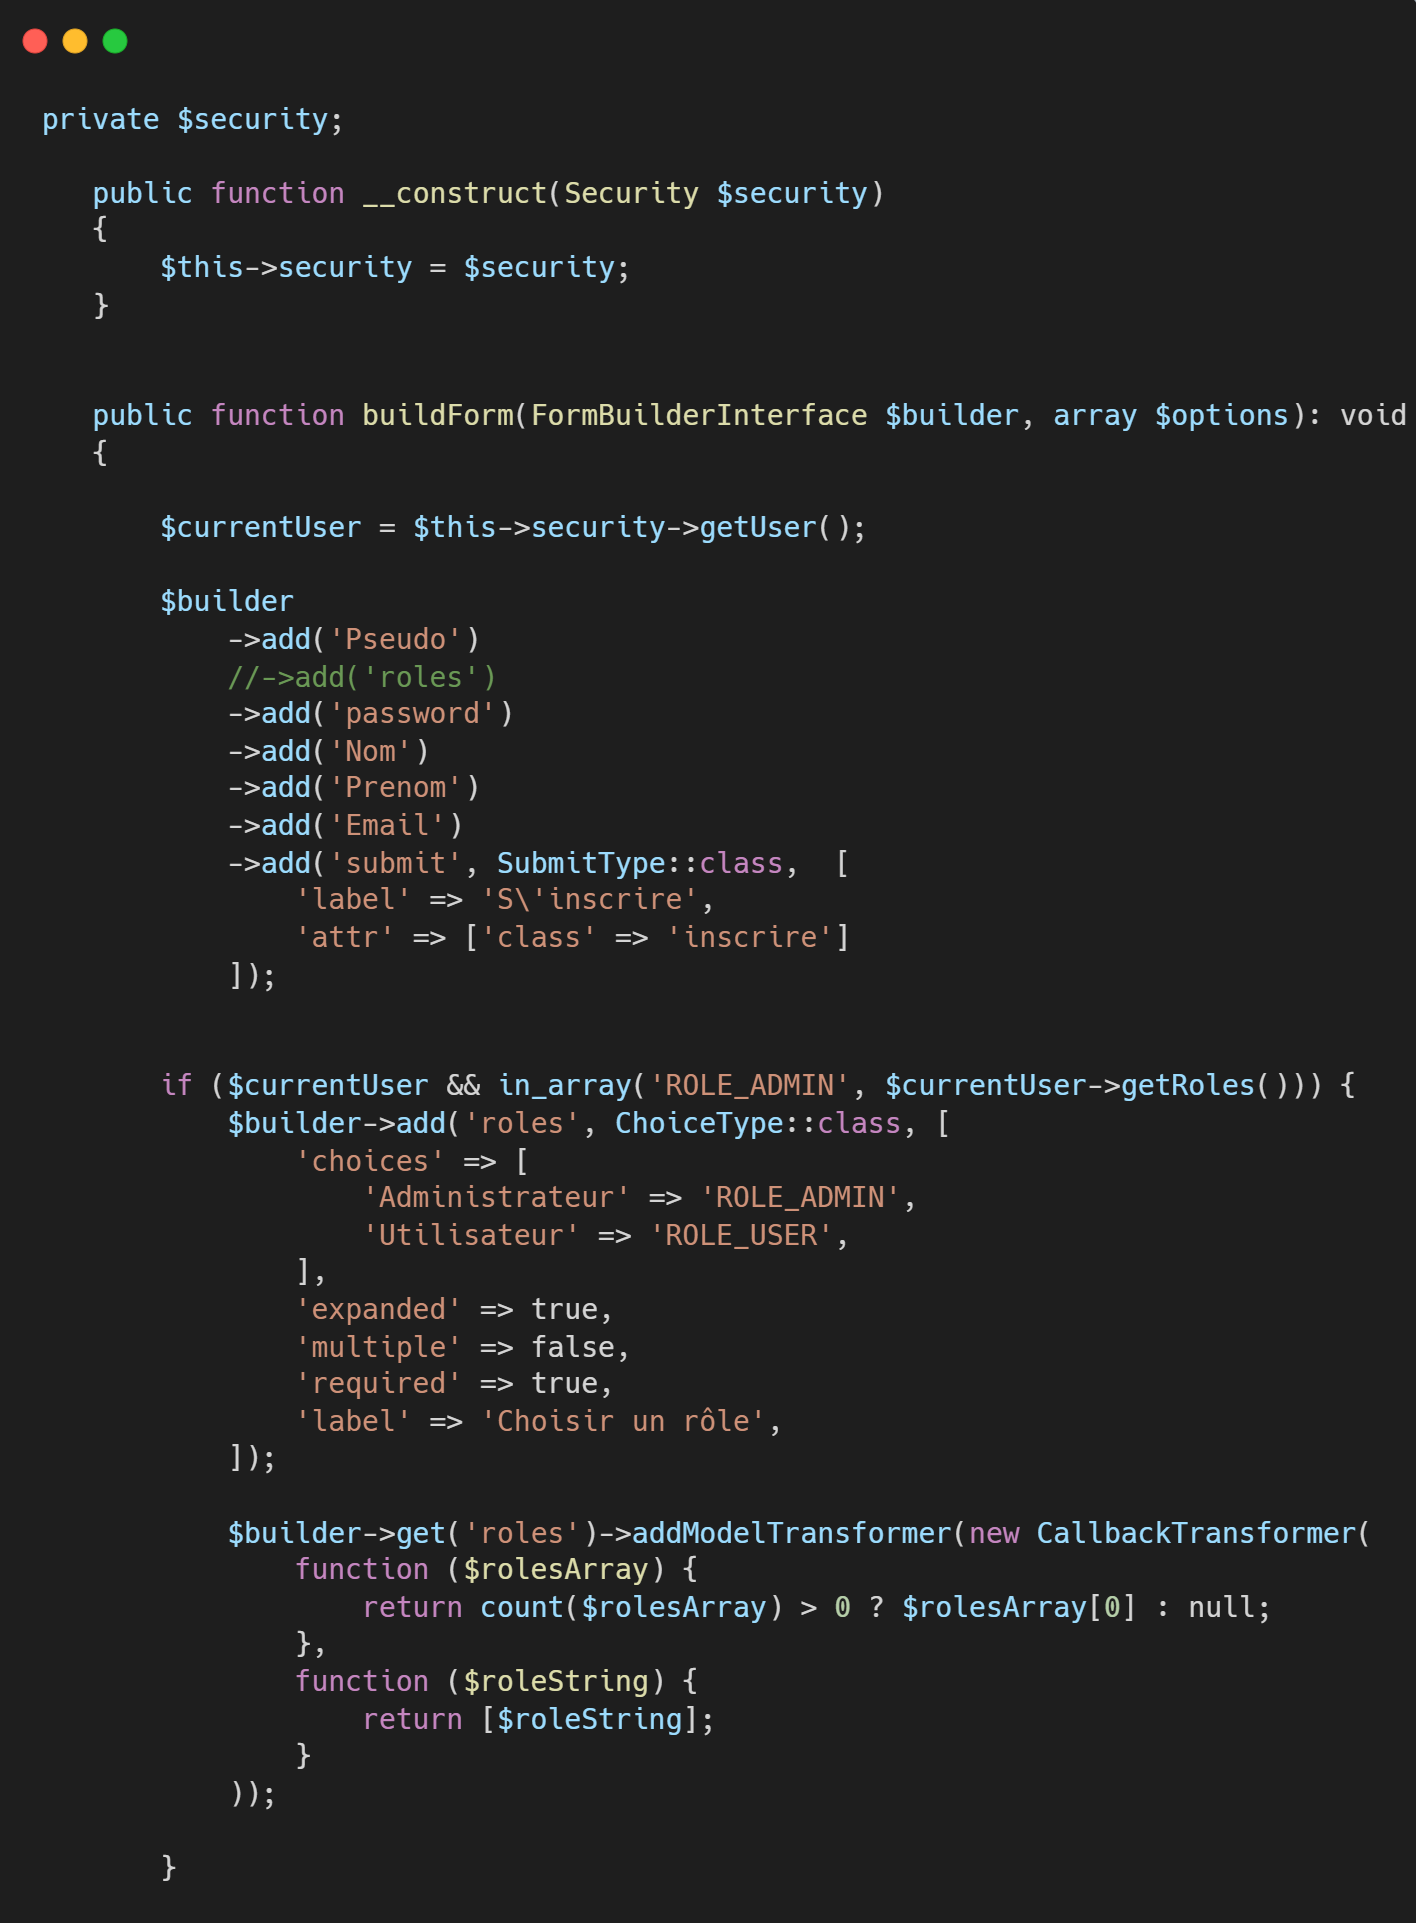 private $security;
public function __construct(Security $security)
{
$this->security = $security;
}
public function buildForm(FormBuilderInterface $builder, array $options): void
{
$currentUser = $this->security->getUser();
$builder
->add('Pseudo')
//->add('roles')
->add('password')
->add('Nom')
->add('Prenom')
->add('Email')
->add('submit', SubmitType::class,  [
'label' => 'S\'inscrire',
'attr' => ['class' => 'inscrire']
]);
if ($currentUser && in_array('ROLE_ADMIN', $currentUser->getRoles())) {
$builder->add('roles', ChoiceType::class, [
'choices' => [
'Administrateur' => 'ROLE_ADMIN',
'Utilisateur' => 'ROLE_USER',
],
'expanded' => true,
'multiple' => false,
'required' => true,
'label' => 'Choisir un rôle',
]);
$builder->get('roles')->addModelTransformer(new CallbackTransformer(
function ($rolesArray) {
return count($rolesArray) > 0 ? $rolesArray[0] : null;
},
function ($roleString) {
return [$roleString];
}
));
}